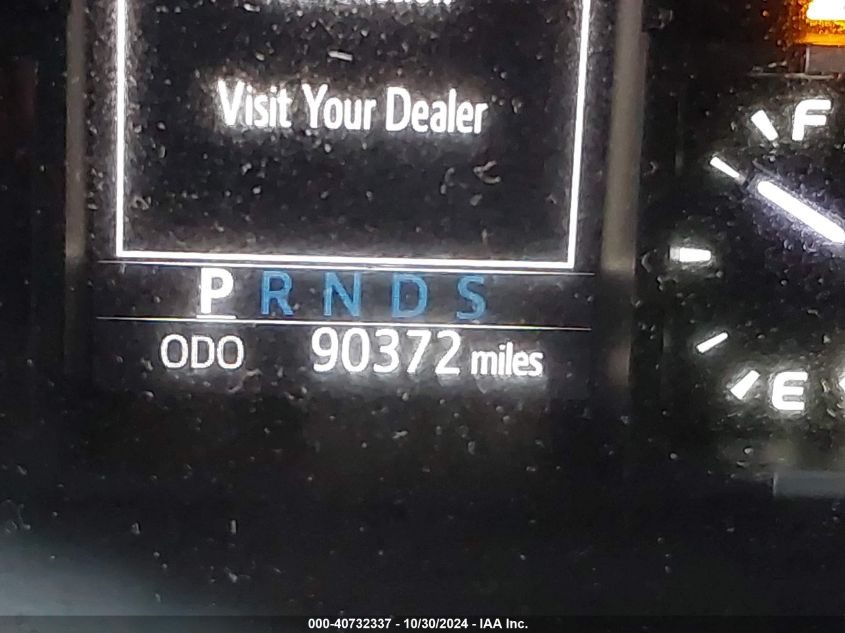 Visit Your Dealer
F
P R N D S
ODO 90372 miles
E
000-40732337 - 10/30/2024 - IAA Inc.